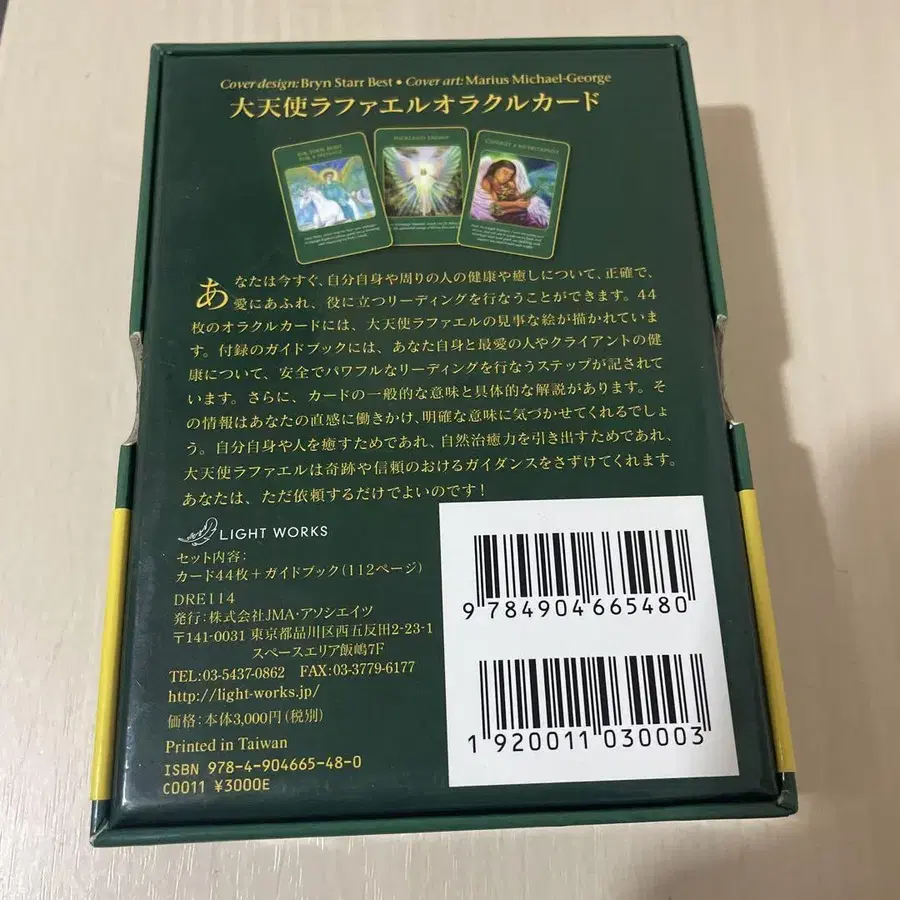 Cover design: Bryn Starr Best • Cover art: Marius Michael-George
大天使ラファエルオラクルカード
あなたは今すぐ、自分自身や周りの人の健康や癒しについて、正確で、
愛にあふれ、役に立つリーディングを行なうことができます。44
枚のオラクルカードには、大天使ラファエルの見事な絵が描かれていま
す。付録のガイドブックには、あなた自身と最愛の人やクライアントの健
康について、安全でパワフルなリーディングを行なうステップが記されて
います。さらに、カードの一般的な意味と具体的な解説があります。そ
の情報はあなたの直感に働きかけ、明確な意味に気づかせてくれるでしょ
う。自分自身や人を癒すためであれ、自然治癒力を引き出すためであれ、
大天使ラファエルは奇跡や信頼のおけるガイダンスをさずけてくれます。
あなたは、ただ依頼するだけでよいのです!
LIGHT WORKS
セット内容:
カード44枚+ガイドブック(112ページ)
DRE114
発行:株式会社JMA・アソシエイツ
〒141-0031 東京都品川区西五反田2-23-1
スペースエリア飯嶋7F
TEL:03-5437-0862 FAX:03-3779-6177
http://light-works.jp/
価格:本体3,000円(税別)
Printed in Taiwan
ISBN 978-4-904665-48-0
C0011 ¥3000E
9 784904 665480
1 920011 030003